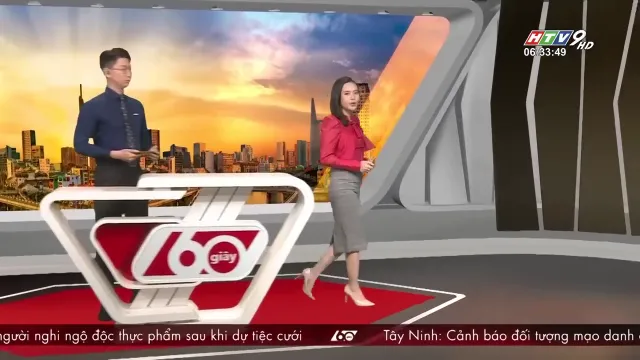 HTV9 HD
06:33:49
60
giây
người nghi ngộ độc thực phẩm sau khi dự tiệc cưới 60 Tây Ninh: Cảnh báo đối tượng mạo danh